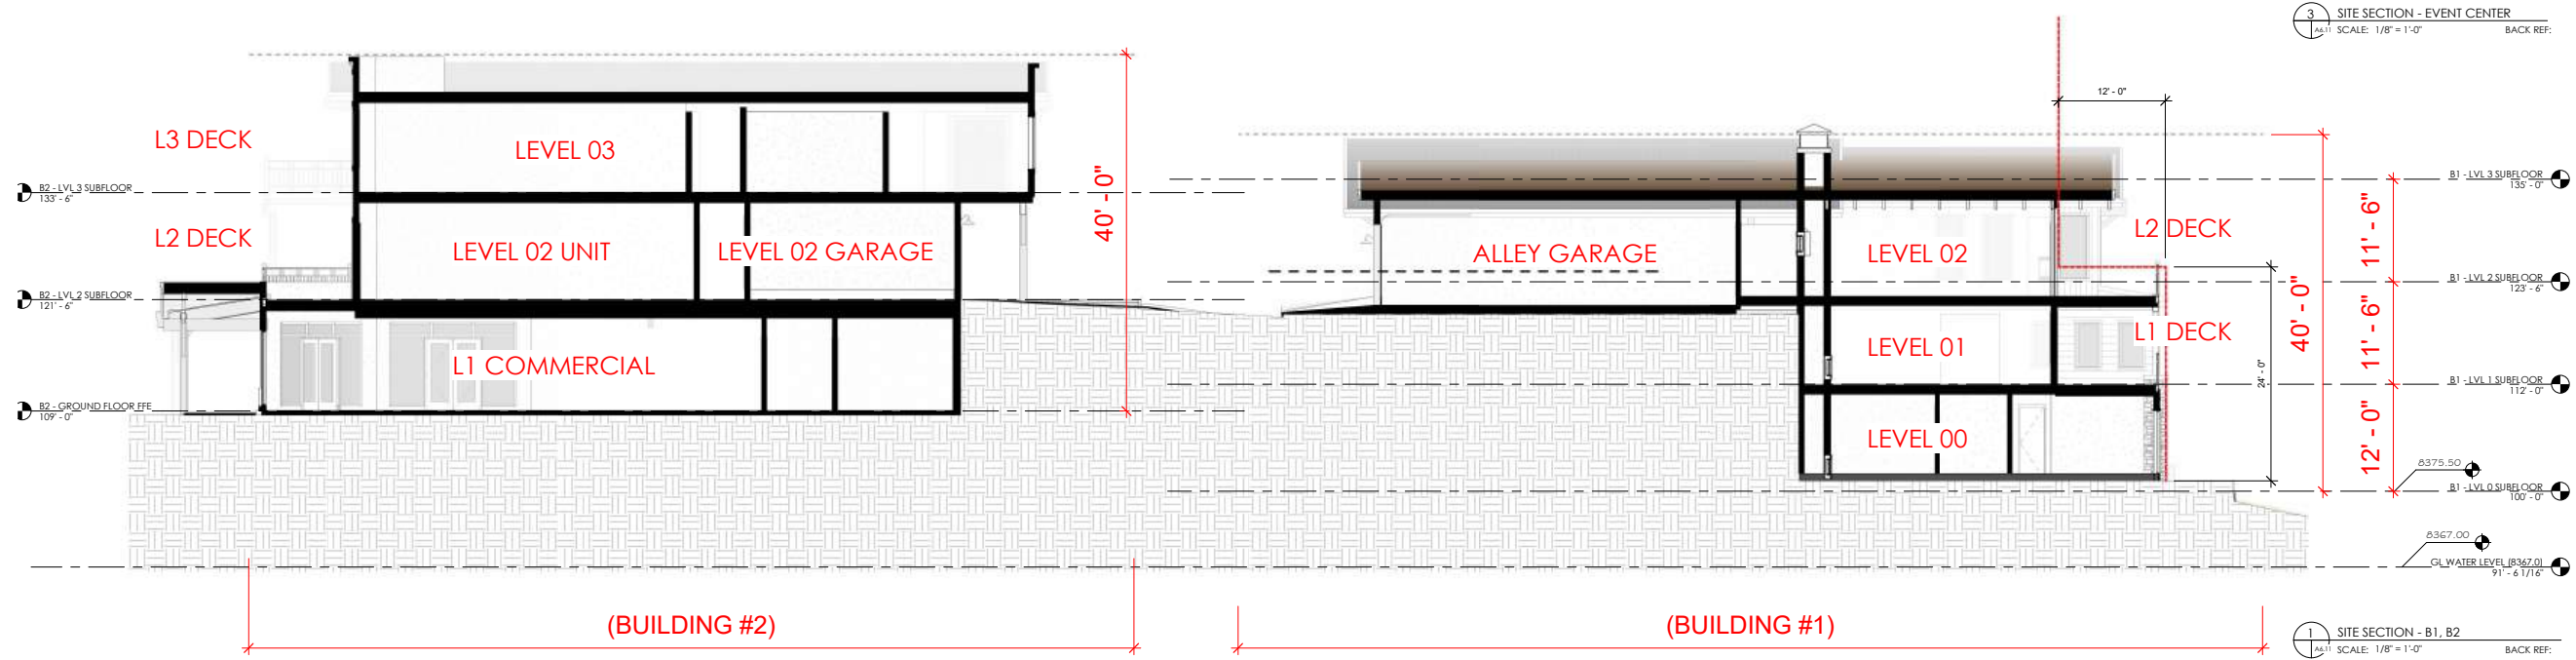 3
A6.11
SITE SECTION - EVENT CENTER
SCALE: 1/8" = 1'-0"
BACK REF:
12' - 0"
L3 DECK
LEVEL 03
B2 - LVL 3 SUBFLOOR
133' - 6"
40' - 0"
B1 - LVL 3 SUBFLOOR
135' - 0"
L2 DECK
LEVEL 02 UNIT
LEVEL 02 GARAGE
ALLEY GARAGE
LEVEL 02
L2 DECK
11' - 6"
B2 - LVL 2 SUBFLOOR
121' - 6"
B1 - LVL 2 SUBFLOOR
123' - 6"
40' - 0"
11' - 6"
L1 COMMERCIAL
LEVEL 01
L1 DECK
24' - 0"
B2 - GROUND FLOOR FFE
109' - 0"
B1 - LVL 1 SUBFLOOR
112' - 0"
LEVEL 00
12' - 0"
8375.50
B1 - LVL 0 SUBFLOOR
100' - 0"
8367.00
GL WATER LEVEL [8367.0]
91' - 6 1/16"
(BUILDING #2)
(BUILDING #1)
1
A6.11
SITE SECTION - B1, B2
SCALE: 1/8" = 1'-0"
BACK REF: